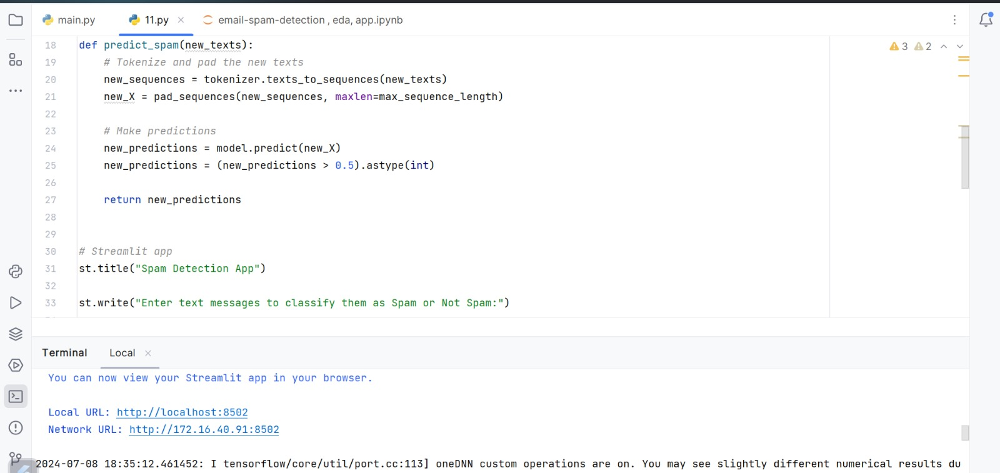 main.py 11.py email-spam-detection , eda, app.ipynb
18 def predict_spam(new_texts): 3 2
19 # Tokenize and pad the new texts
20 new_sequences = tokenizer.texts_to_sequences(new_texts)
21 new_X = pad_sequences(new_sequences, maxlen=max_sequence_length)
22
23 # Make predictions
24 new_predictions = model.predict(new_X)
25 new_predictions = (new_predictions > 0.5).astype(int)
26
27 return new_predictions
28
29
30 # Streamlit app
31 st.title("Spam Detection App")
32
33 st.write("Enter text messages to classify them as Spam or Not Spam:")
Terminal Local
You can now view your Streamlit app in your browser.
Local URL: http://localhost:8502
Network URL: http://172.16.40.91:8502
2024-07-08 18:35:12.461452: I tensorflow/core/util/port.cc:113] oneDNN custom operations are on. You may see slightly different numerical results du